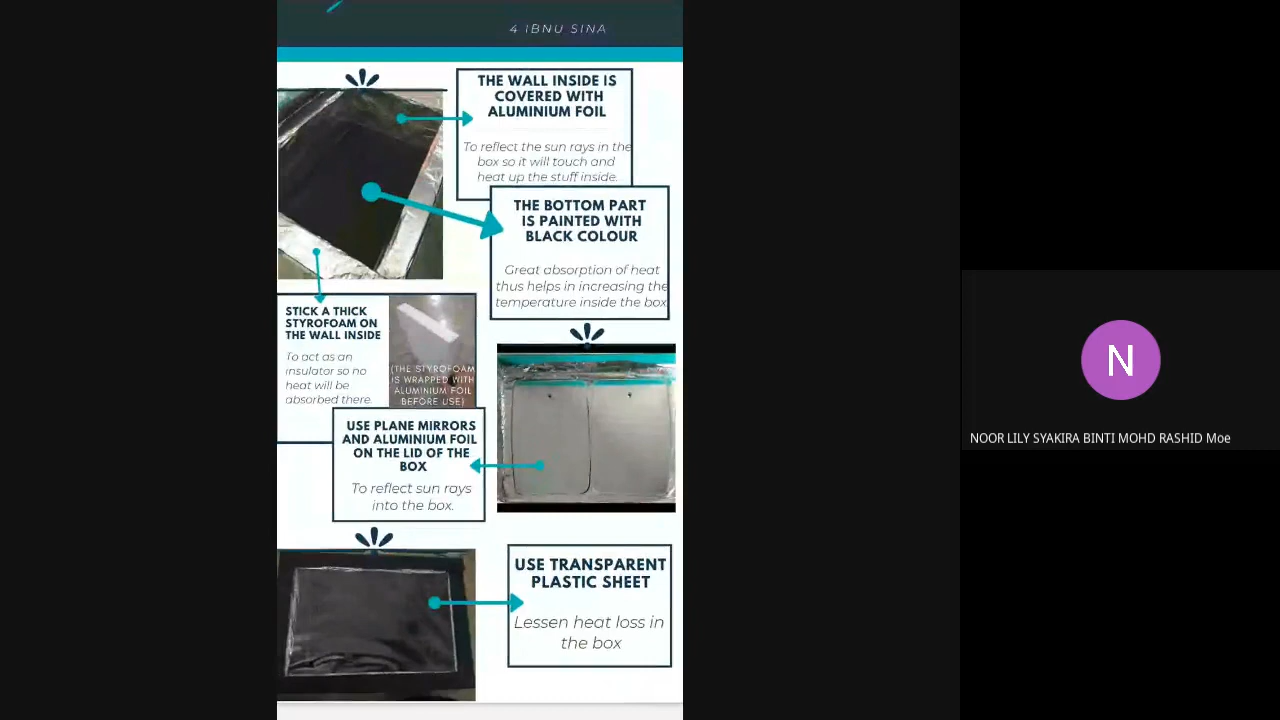 4 IBNU SINA
THE WALL INSIDE IS
COVERED WITH
ALUMINIUM FOIL
To reflect the sun rays in the
box so it will touch and
heat up the stuff inside.
THE BOTTOM PART
IS PAINTED WITH
BLACK COLOUR
Great absorption of heat
thus helps in increasing the
temperature inside the box
STICK A THICK
STYROFOAM ON
THE WALL INSIDE
To act as an
insulator so no
heat will be
absorbed there.
(THE STYROFOAM
IS WRAPPED WITH
ALUMINIUM FOIL
BEFORE USE)
USE PLANE MIRRORS
AND ALUMINIUM FOIL
ON THE LID OF THE
BOX
To reflect sun rays
into the box.
USE TRANSPARENT
PLASTIC SHEET
Lessen heat loss in
the box
N
NOOR LILY SYAKIRA BINTI MOHD RASHID Moe